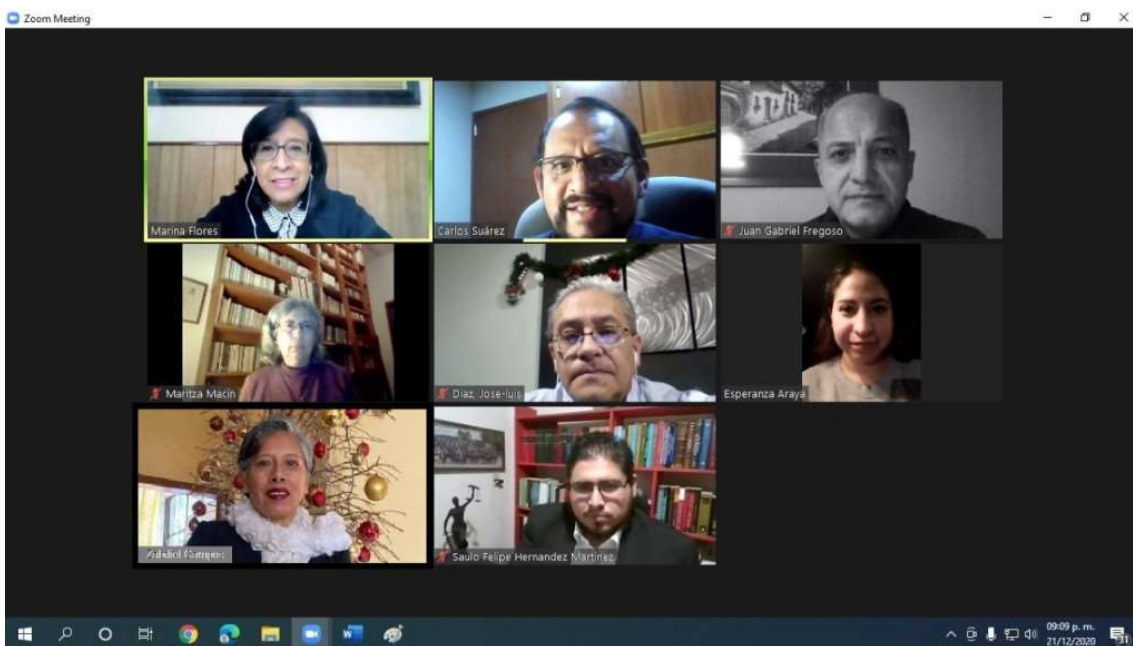 Zoom Meeting
Marina Flores
Carlos Suárez
Juan Gabriel Fregoso
Maritza Macin
Diaz, Jose-luis
Esperanza Araya
Saulo Felipe Hernandez Martinez
09:09 p. m.
21/12/2020
31